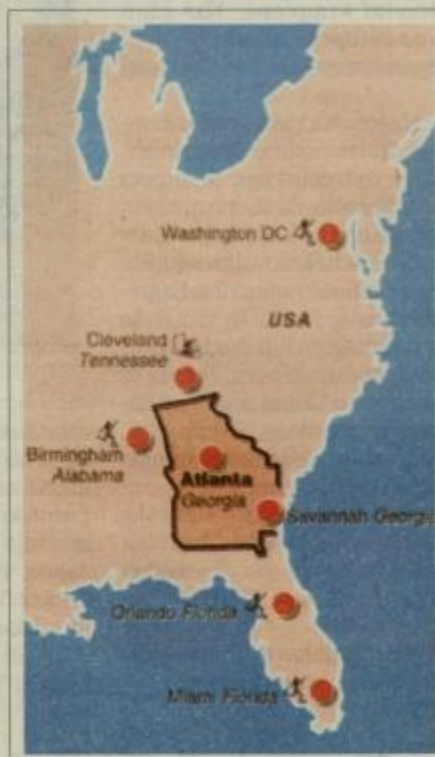 Washington DC
USA
Cleveland
Tennessee
Birmingham
Alabama
Atlanta
Georgia
Savannah Georgia
Orlando Florida
Miami Florida